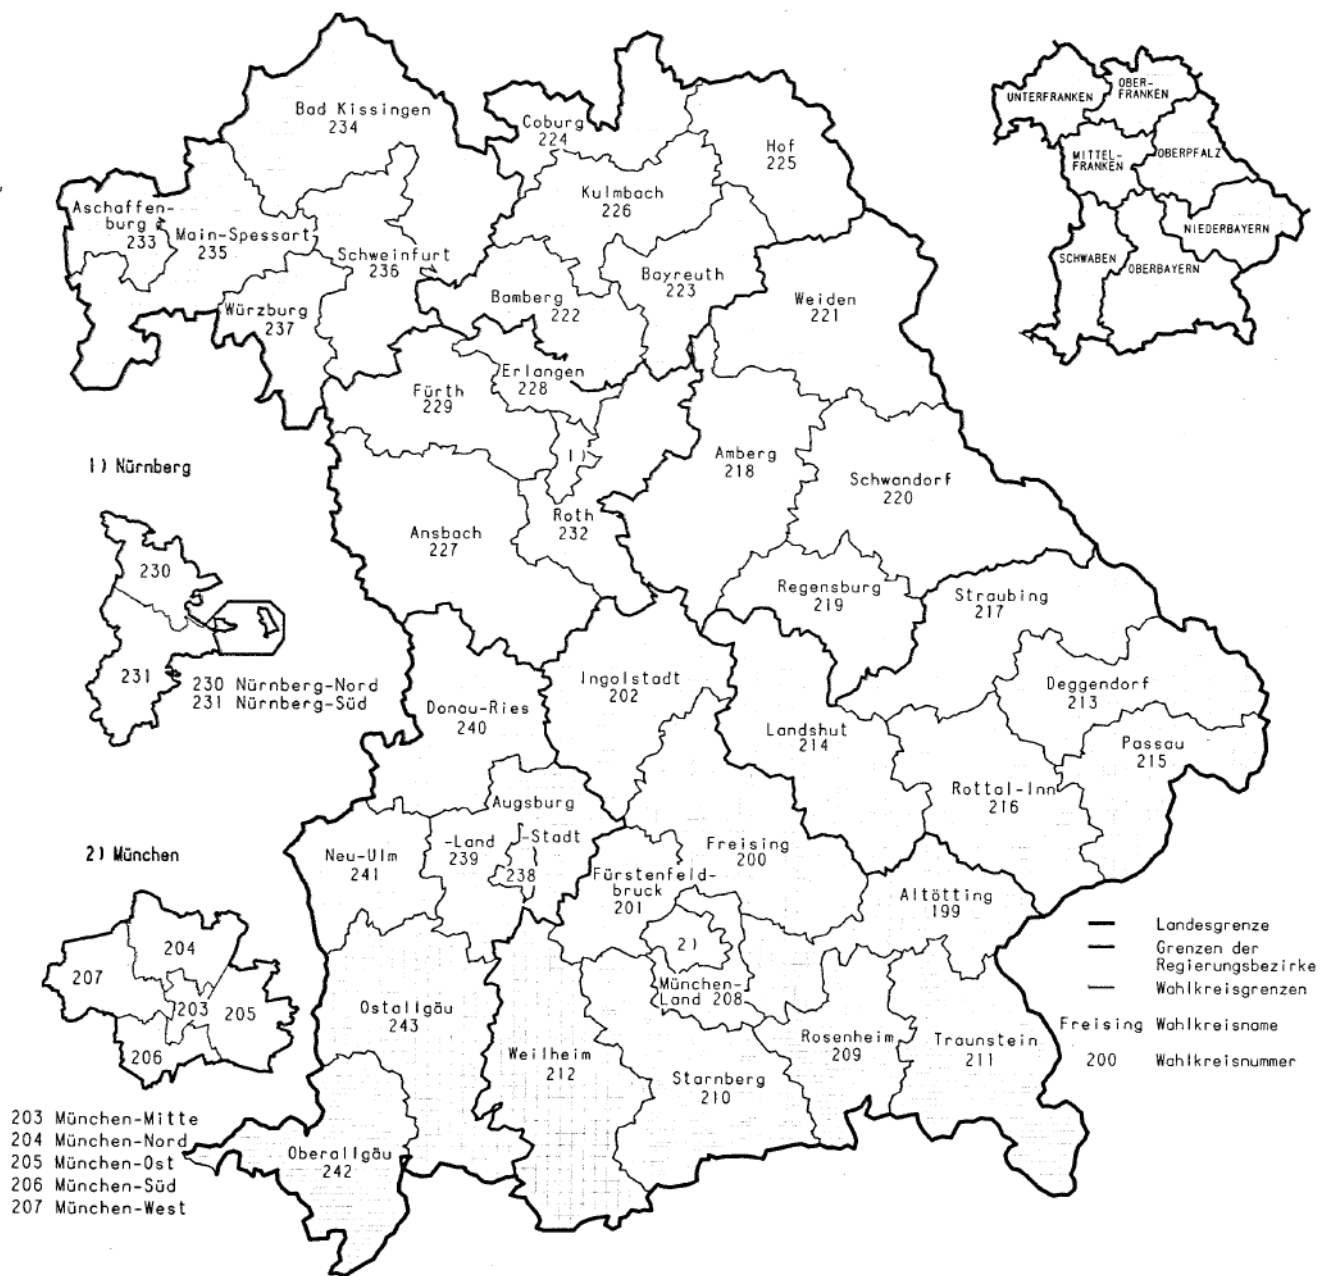 Bad Kissingen
234
Coburg
224
Hof
225
Kulmbach
226
Aschaffen-
burg
233
Main-Spessart
235
Schweinfurt
236
Bayreuth
223
Bamberg
222
Würzburg
237
Weiden
221
Erlangen
228
Fürth
229
1)
Amberg
218
Schwandorf
220
Ansbach
227
Roth
232
Regensburg
219
Straubing
217
Ingolstadt
202
Donau-Ries
240
Landshut
214
Deggendorf
213
Passau
215
Rottal-Inn
216
Augsburg
-Land
239
-Stadt
238
Neu-Ulm
241
Freising
200
Fürstenfeld-
bruck
201
Altötting
199
2)
München-
Land 208
Ostallgäu
243
Weilheim
212
Starnberg
210
Rosenheim
209
Traunstein
211
Oberallgäu
242
UNTERFRANKEN
OBER-
FRANKEN
MITTEL-
FRANKEN
OBERPFALZ
NIEDERBAYERN
SCHWABEN
OBERBAYERN
1) Nürnberg
230
231
230 Nürnberg-Nord
231 Nürnberg-Süd
2) München
204
207
203
205
206
203 München-Mitte
204 München-Nord
205 München-Ost
206 München-Süd
207 München-West
Landesgrenze
Grenzen der
Regierungsbezirke
Wahlkreisgrenzen
Freising Wahlkreisname
200 Wahlkreisnummer